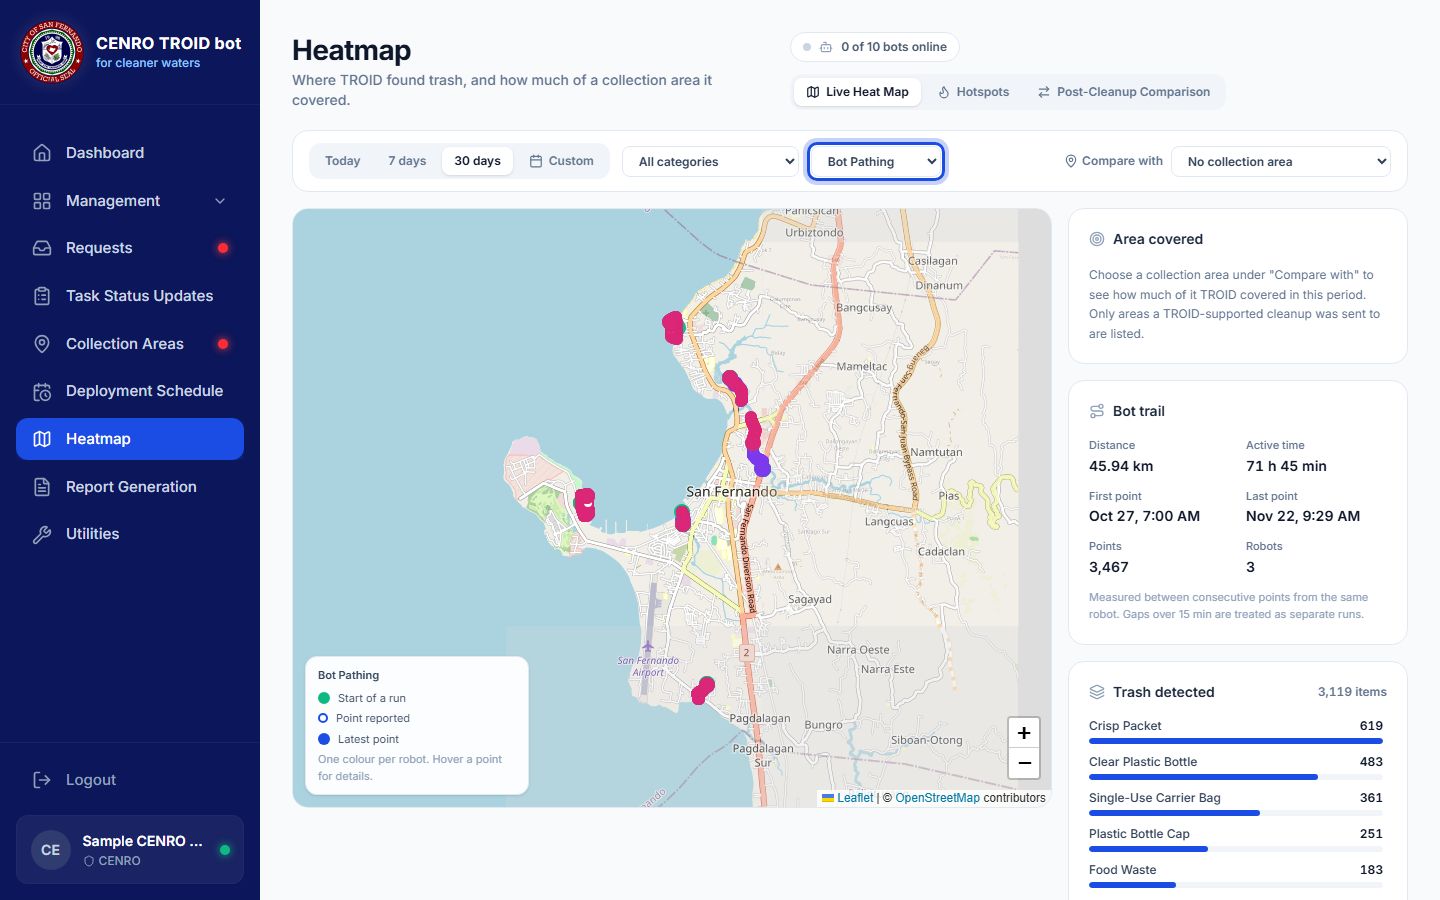 CITY OF SAN FERNANDO
OFFICIAL SEAL
CENRO TROID bot
for cleaner waters
Dashboard
Management
Requests
Task Status Updates
Collection Areas
Deployment Schedule
Heatmap
Report Generation
Utilities
Logout
CE
Sample CENRO ...
CENRO
Heatmap
Where TROID found trash, and how much of a collection area it
covered.
0 of 10 bots online
Live Heat Map
Hotspots
Post-Cleanup Comparison
Today
7 days
30 days
Custom
All categories
Bot Pathing
Compare with
No collection area
Panicsican
Urbiztondo
Casilagan
Dinanum
Bangcusay
Mameltac
Namtutan
San Fernando
Pias
Langcuas
Cadaclan
San Fernando Diversion Road
Sagayad
2
San Fernando
Airport
Narra Oeste
Narra Este
Pagdalagan
Bungro
Siboan-Otong
Pagdalagan
Sur
Bot Pathing
Start of a run
Point reported
Latest point
One colour per robot. Hover a point
for details.
+
−
Leaflet | © OpenStreetMap contributors
Area covered
Choose a collection area under "Compare with" to
see how much of it TROID covered in this period.
Only areas a TROID-supported cleanup was sent to
are listed.
Bot trail
Distance
Active time
45.94 km
71 h 45 min
First point
Last point
Oct 27, 7:00 AM
Nov 22, 9:29 AM
Points
Robots
3,467
3
Measured between consecutive points from the same
robot. Gaps over 15 min are treated as separate runs.
Trash detected
3,119 items
Crisp Packet
619
Clear Plastic Bottle
483
Single-Use Carrier Bag
361
Plastic Bottle Cap
251
Food Waste
183